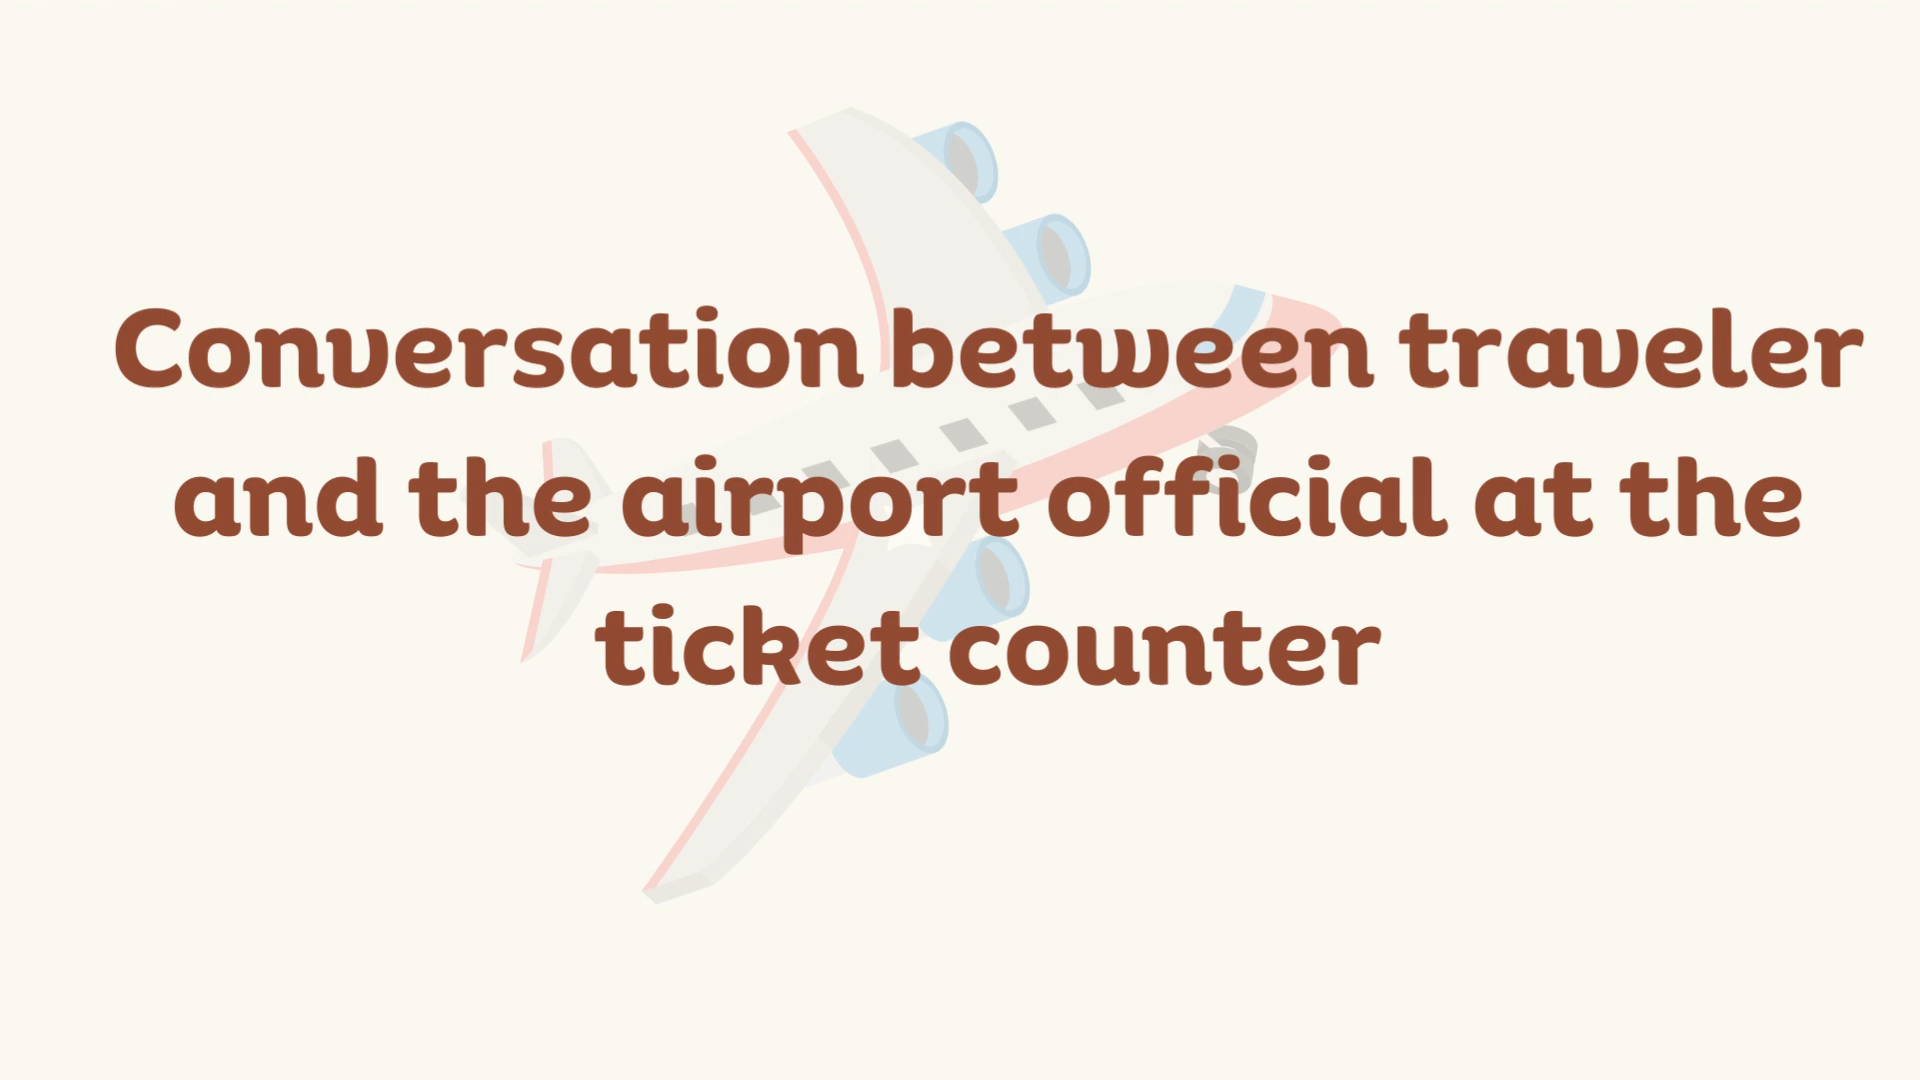 Conversation between traveler
and the airport official at the
ticket counter